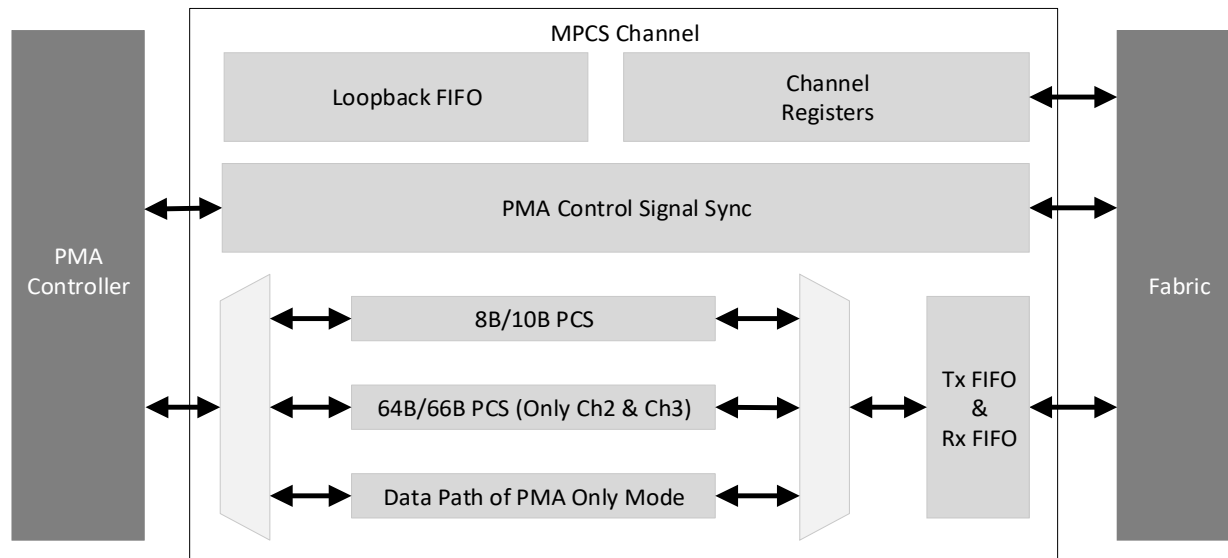 MPCS Channel
Loopback FIFO
Channel
Registers
PMA Control Signal Sync
PMA
Controller
Fabric
8B/10B PCS
64B/66B PCS (Only Ch2 & Ch3)
Data Path of PMA Only Mode
Tx FIFO
&
Rx FIFO